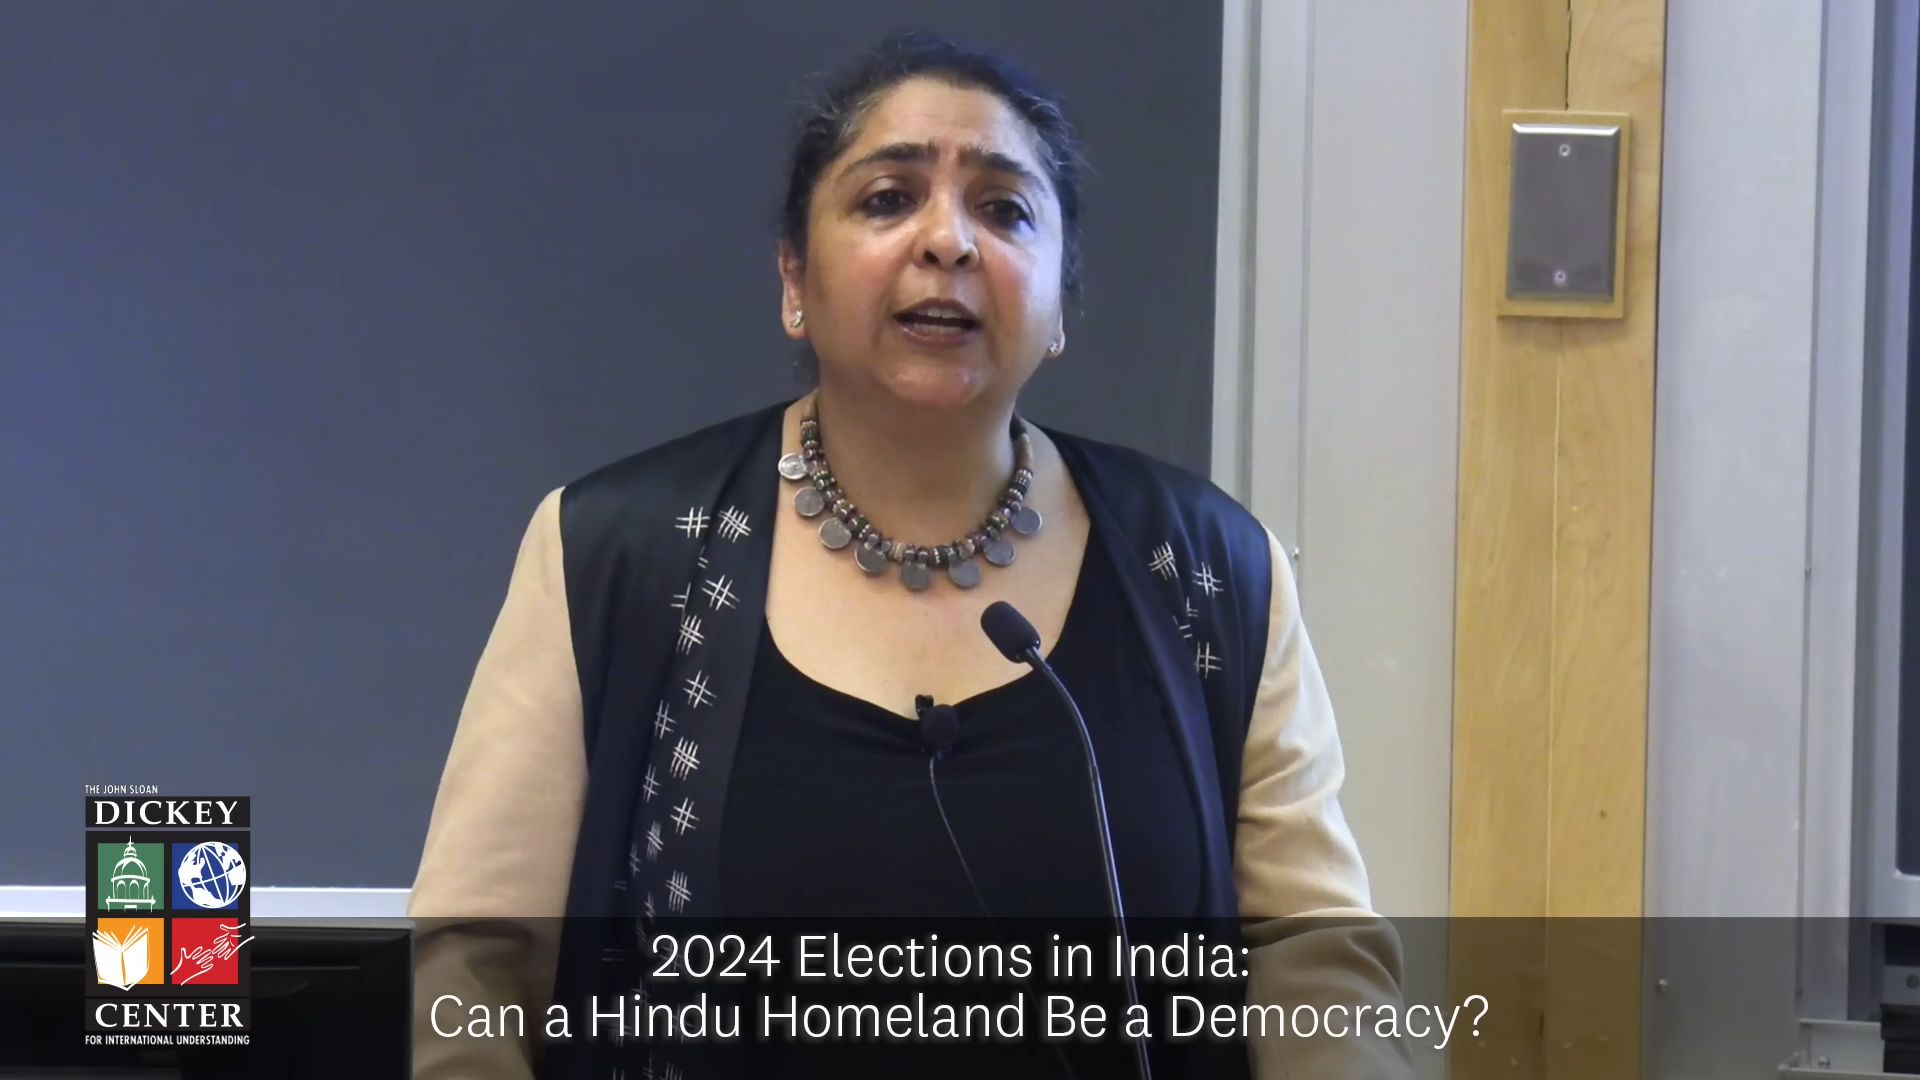 THE JOHN SLOAN
DICKEY
CENTER
FOR INTERNATIONAL UNDERSTANDING
2024 Elections in India:
Can a Hindu Homeland Be a Democracy?